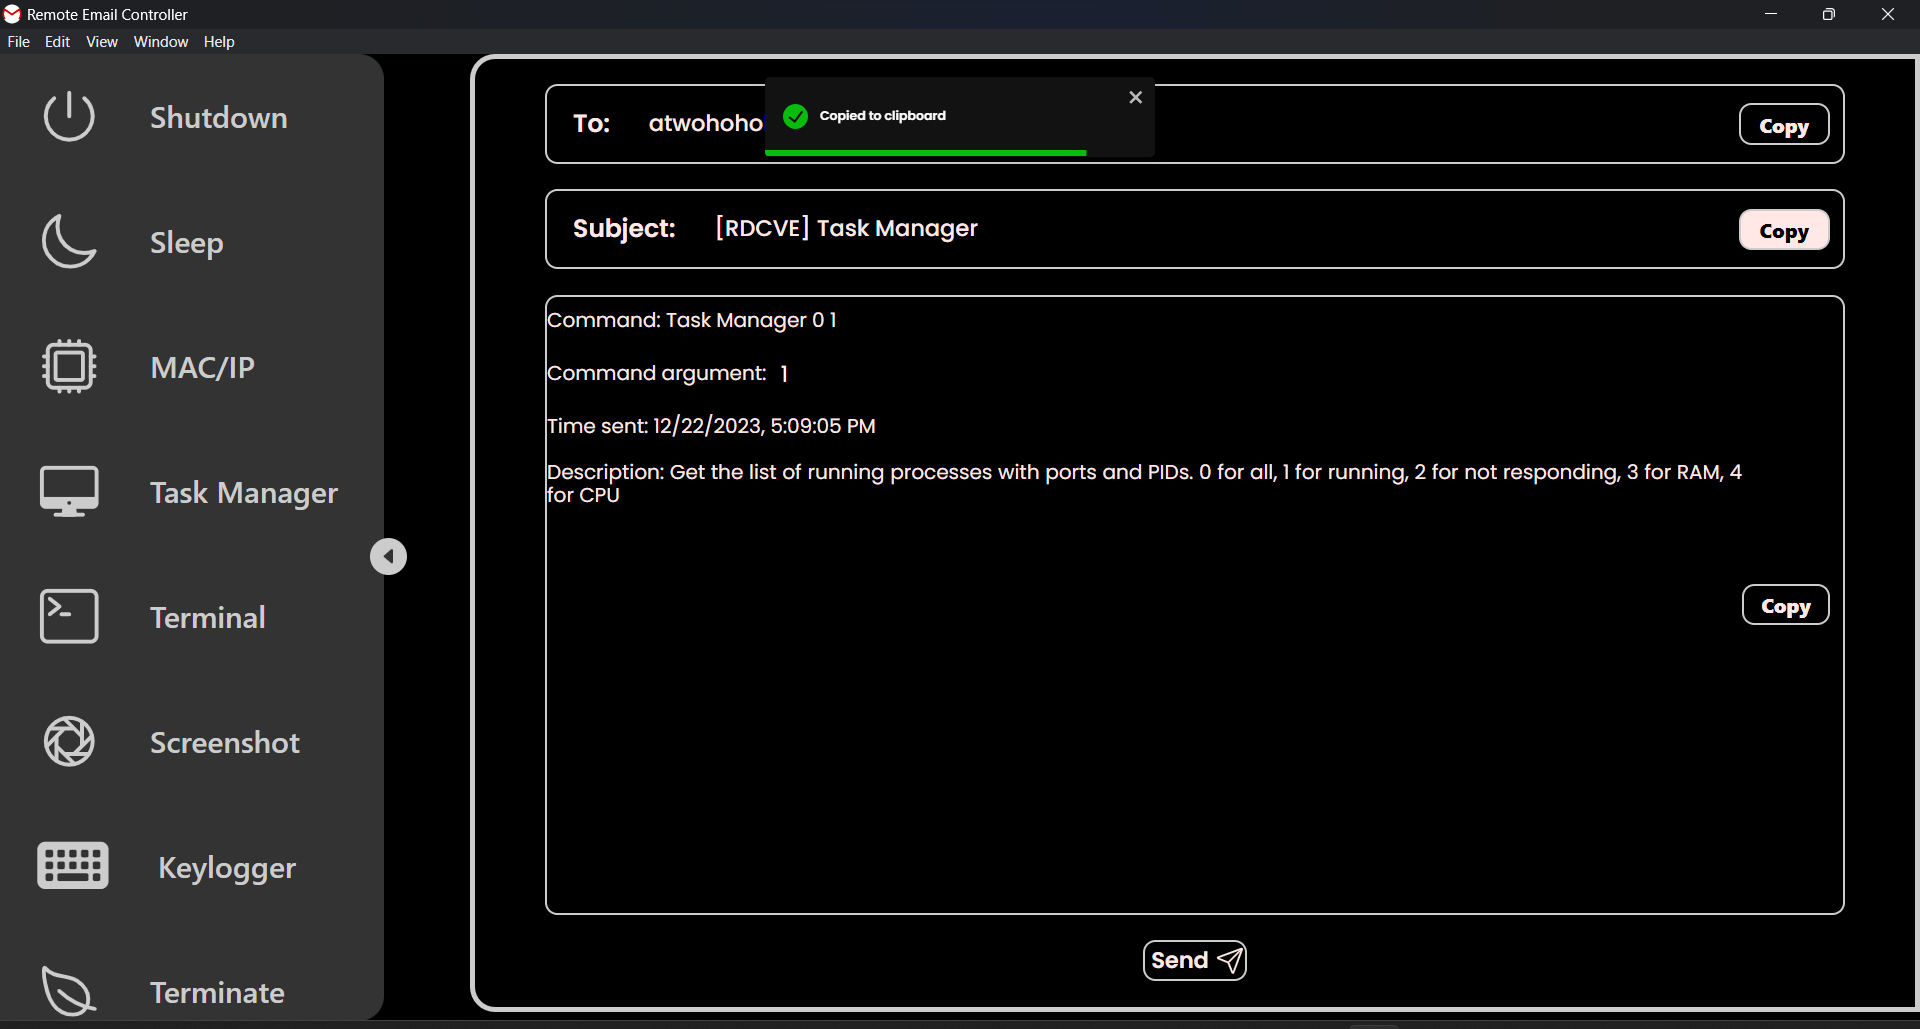 Remote Email Controller
File Edit View Window Help
Shutdown
Sleep
MAC/IP
Task Manager
Terminal
Screenshot
Keylogger
Terminate
To: atwohoho
Copied to clipboard
Copy
Subject: [RDCVE] Task Manager
Copy
Command: Task Manager 0 1
Command argument: 1
Time sent: 12/22/2023, 5:09:05 PM
Description: Get the list of running processes with ports and PIDs. 0 for all, 1 for running, 2 for not responding, 3 for RAM, 4
for CPU
Copy
Send